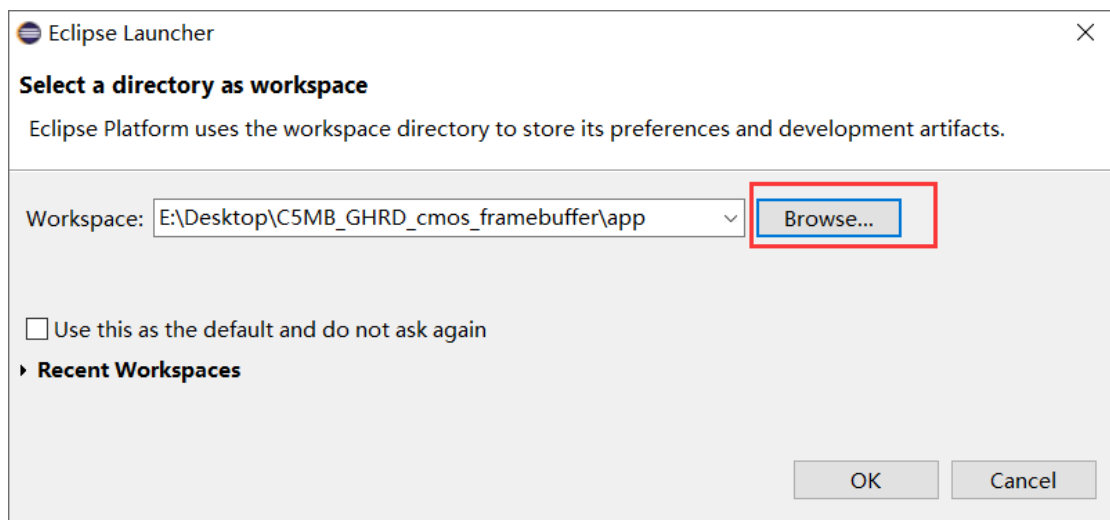 Eclipse Launcher
Select a directory as workspace
Eclipse Platform uses the workspace directory to store its preferences and development artifacts.
Workspace: E:\Desktop\C5MB_GHRD_cmos_framebuffer\app Browse...
Use this as the default and do not ask again
Recent Workspaces
OK Cancel